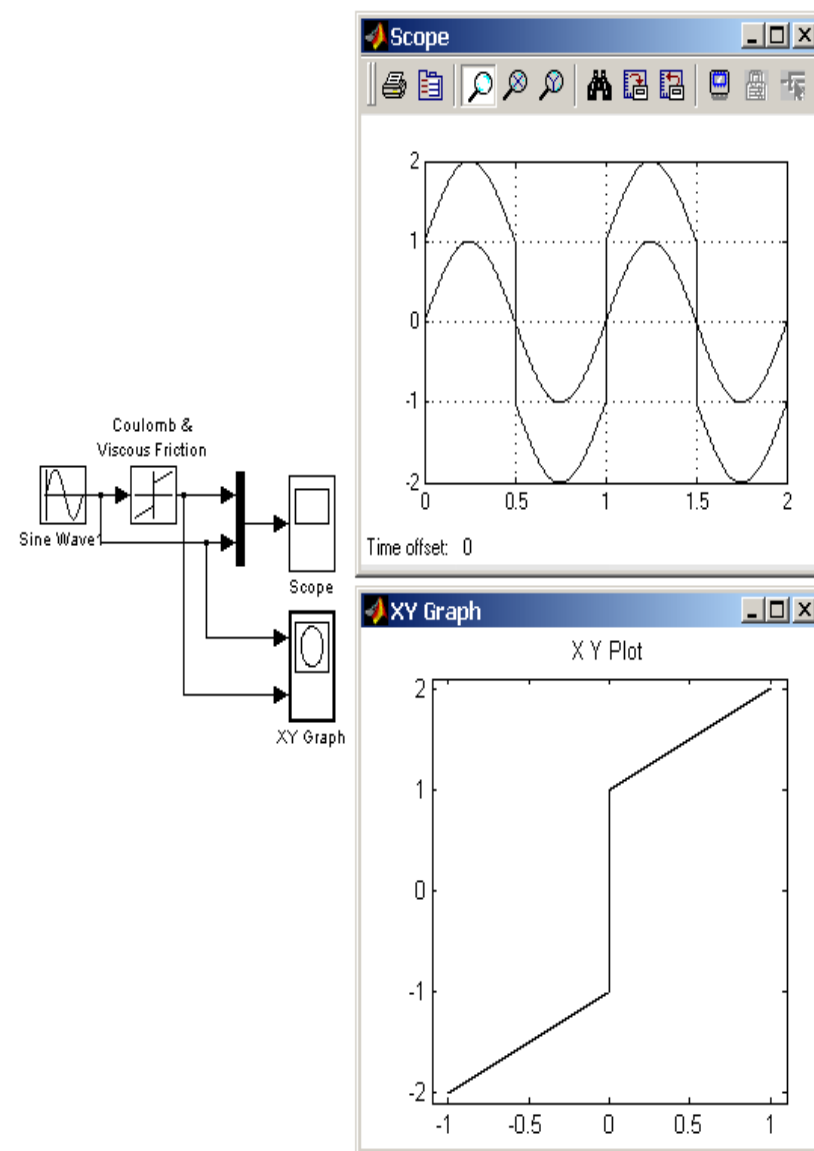 Scope
2
1
0
-1
-2
0 0.5 1 1.5 2
Time offset: 0
Coulomb &
Viscous Friction
Sine Wave1
Scope
XY Graph
XY Graph
X Y Plot
2
1
0
-1
-2
-1 -0.5 0 0.5 1